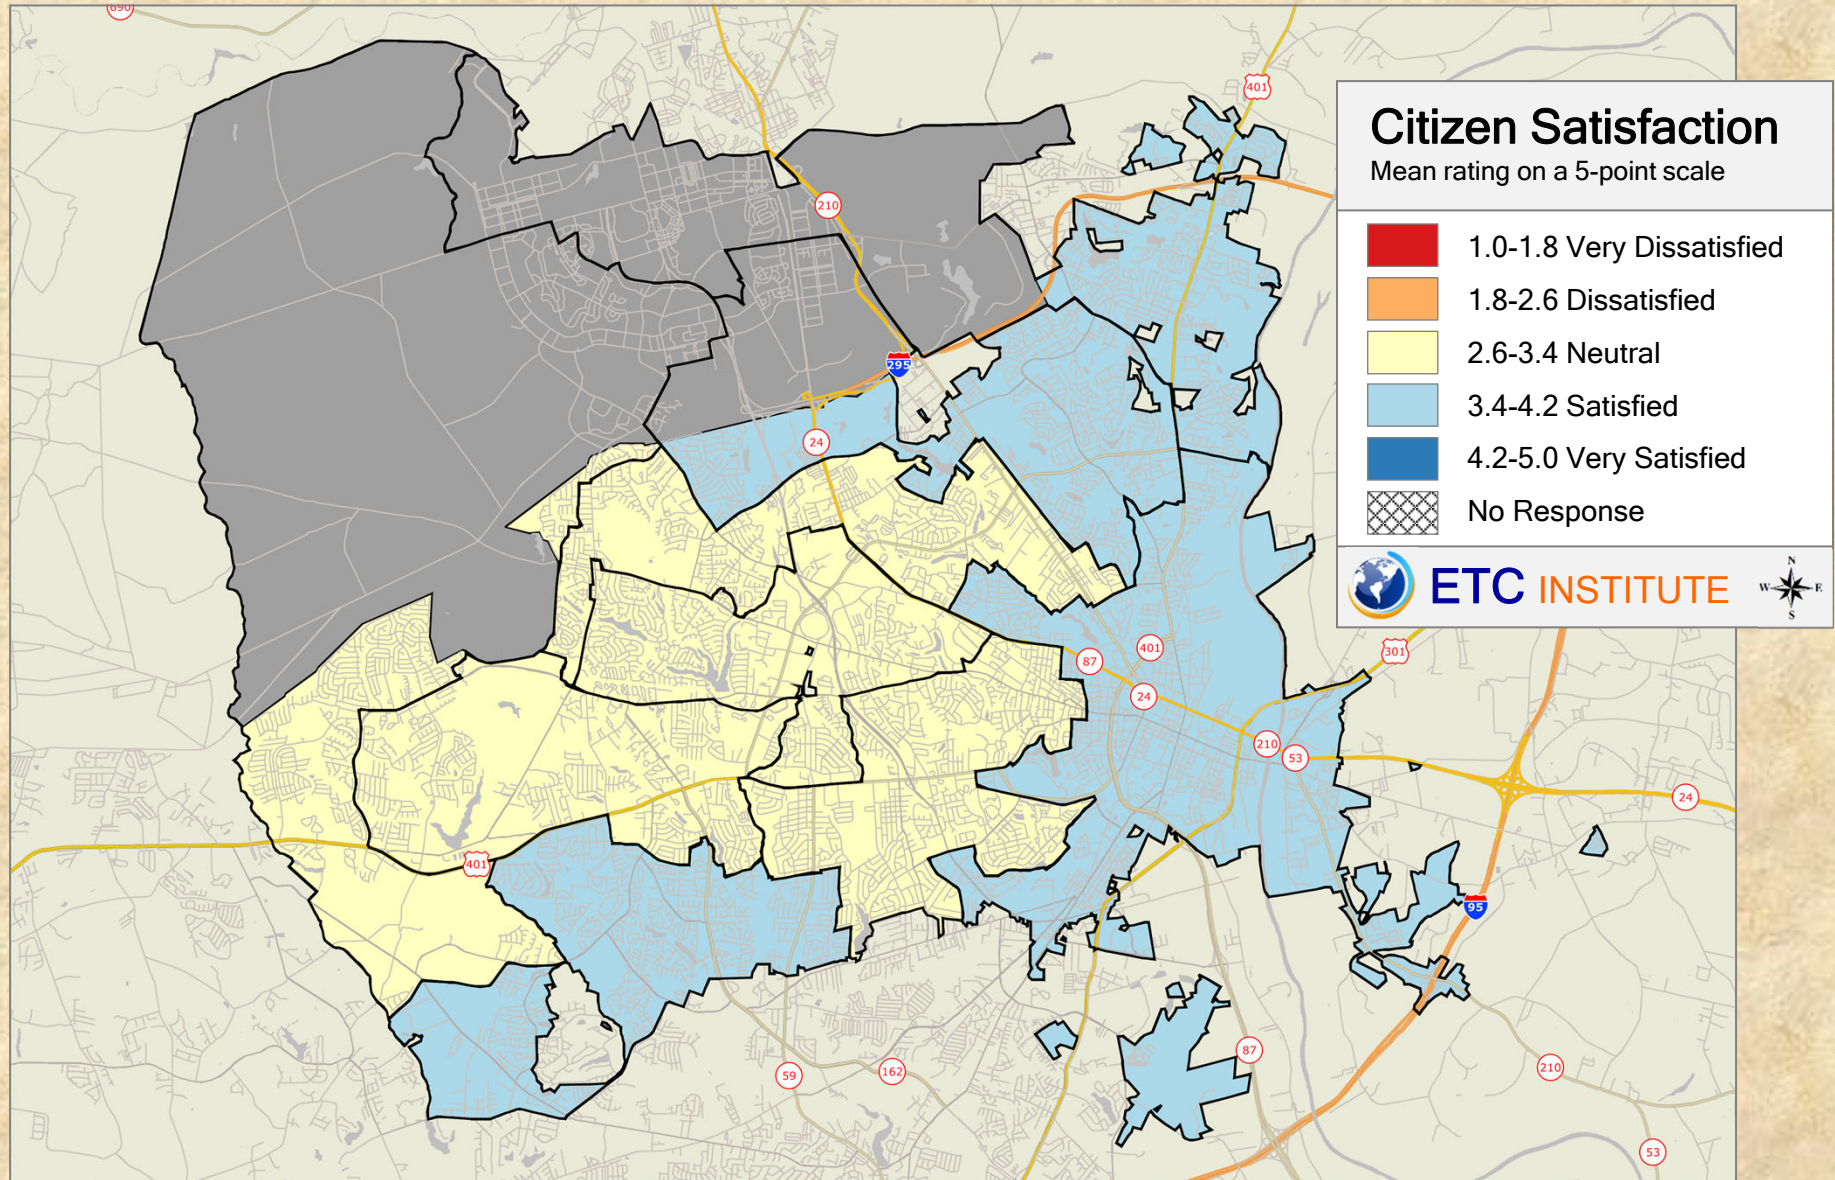 690
401
Citizen Satisfaction
Mean rating on a 5-point scale
210
1.0-1.8 Very Dissatisfied
1.8-2.6 Dissatisfied
2.6-3.4 Neutral
295
3.4-4.2 Satisfied
24
4.2-5.0 Very Satisfied
No Response
ETC INSTITUTE
N
W E
S
401
87
301
24
210
53
24
401
95
87
59
162
210
53